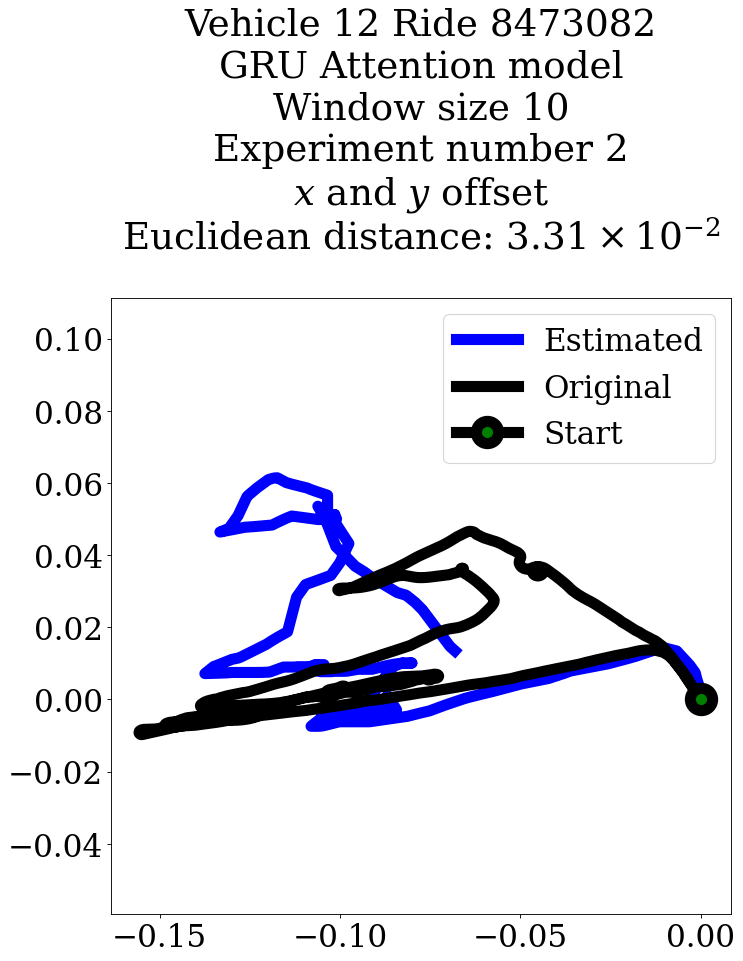 Vehicle 12 Ride 8473082
GRU Attention model
Window size 10
Experiment number 2
x and y offset
Euclidean distance: 3.31 × 10⁻²
Estimated
Original
Start
0.10
0.08
0.06
0.04
0.02
0.00
−0.02
−0.04
−0.15 −0.10 −0.05 0.00